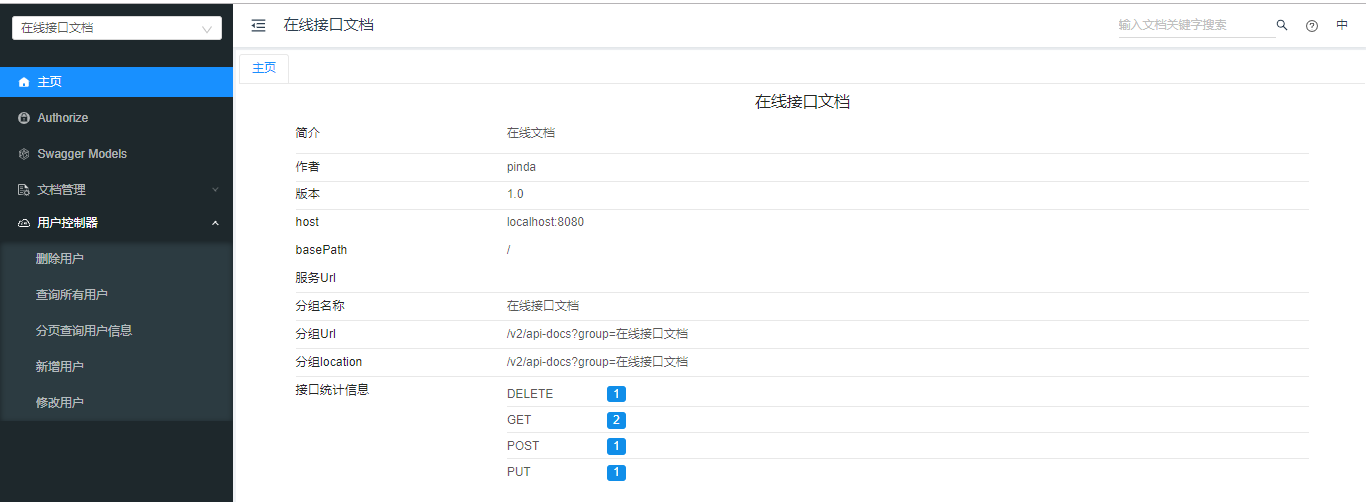 在线接口文档
主页
Authorize
Swagger Models
文档管理
用户控制器
删除用户
查询所有用户
分页查询用户信息
新增用户
修改用户
在线接口文档
输入文档关键字搜索
中
主页
在线接口文档
简介 在线文档
作者 pinda
版本 1.0
host localhost:8080
basePath /
服务Url
分组名称 在线接口文档
分组Url /v2/api-docs?group=在线接口文档
分组location /v2/api-docs?group=在线接口文档
接口统计信息 DELETE 1
GET 2
POST 1
PUT 1